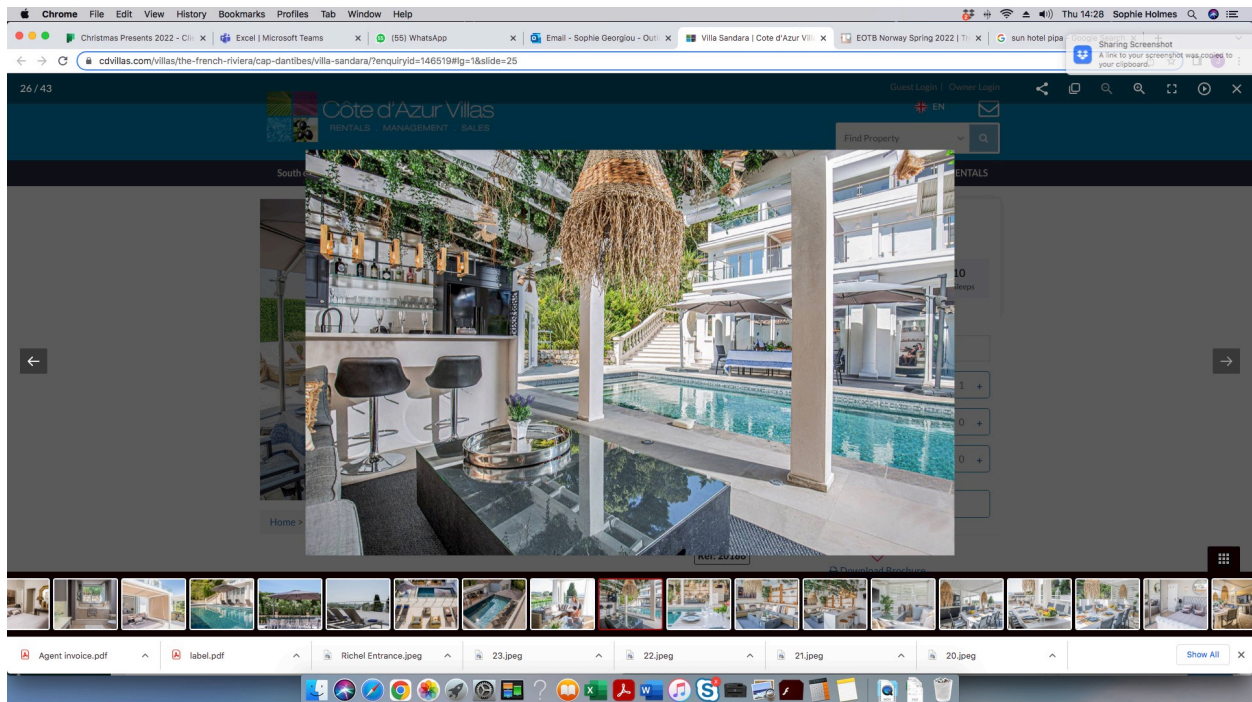 Chrome File Edit View History Bookmarks Profiles Tab Window Help Thu 14:28 Sophie Holmes
Christmas Presents 2022 - Cli Excel | Microsoft Teams (55) WhatsApp Email - Sophie Georgiou - Outl Villa Sandara | Cote d'Azur Vill EOTB Norway Spring 2022 | Th sun hotel pipa - Google Search
Sharing Screenshot
A link to your screenshot was copied to
your clipboard.
cdvillas.com/villas/the-french-riviera/cap-dantibes/villa-sandara/?enquiryid=146519#lg=1&slide=25
26 / 43
Guest Login | Owner Login
Côte d'Azur Villas
EN
RENTALS MANAGEMENT SALES
Find Property
South
ENTALS
10
sleeps
1 +
0 +
0 +
Home >
Ref: 20180
Download Brochure
Agent invoice.pdf label.pdf Richel Entrance.jpeg 23.jpeg 22.jpeg 21.jpeg 20.jpeg Show All